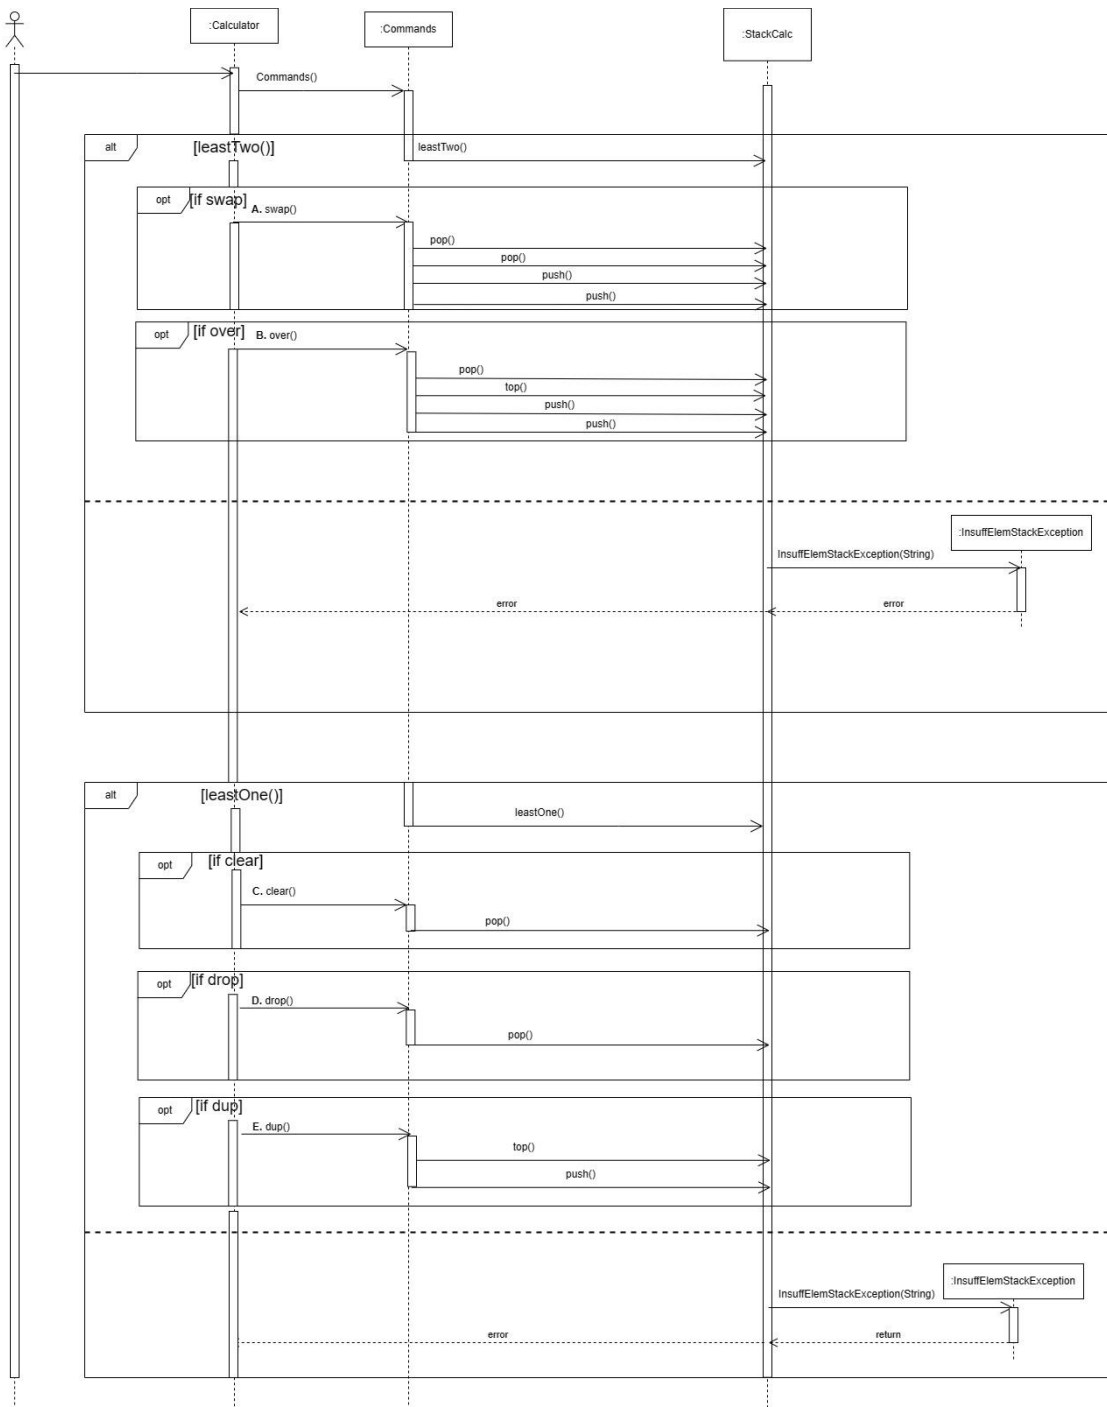 :Calculator
:Commands
:StackCalc
Commands()
alt
[leastTwo()]
leastTwo()
opt
[if swap]
A. swap()
pop()
pop()
push()
push()
opt
[if over]
B. over()
pop()
top()
push()
push()
:InsuffElemStackException
InsuffElemStackException(String)
error
error
alt
[leastOne()]
leastOne()
opt
[if clear]
C. clear()
pop()
opt
[if drop]
D. drop()
pop()
opt
[if dup]
E. dup()
top()
push()
:InsuffElemStackException
InsuffElemStackException(String)
error
return